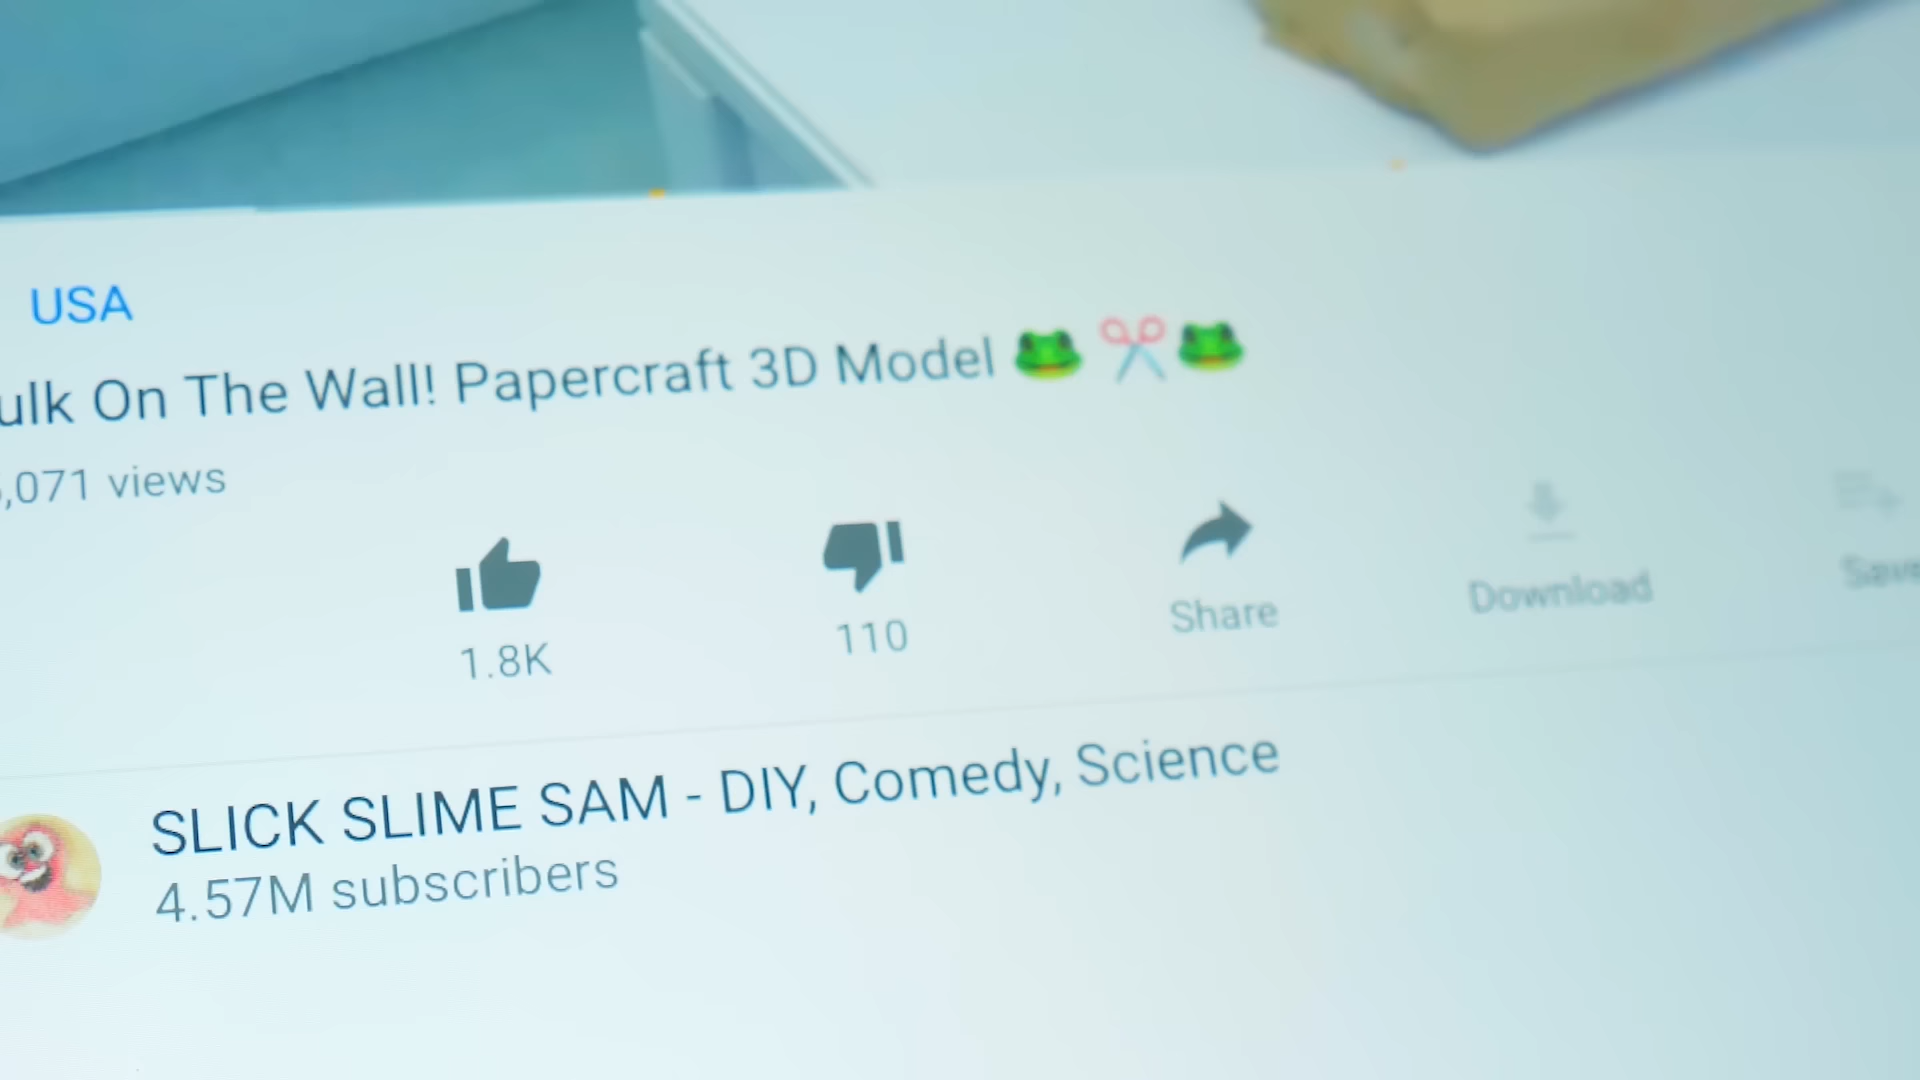 USA
ulk On The Wall! Papercraft 3D Model 🐸 ✂️🐸
,071 views
1.8K
110
Share
Download
Save
SLICK SLIME SAM - DIY, Comedy, Science
4.57M subscribers